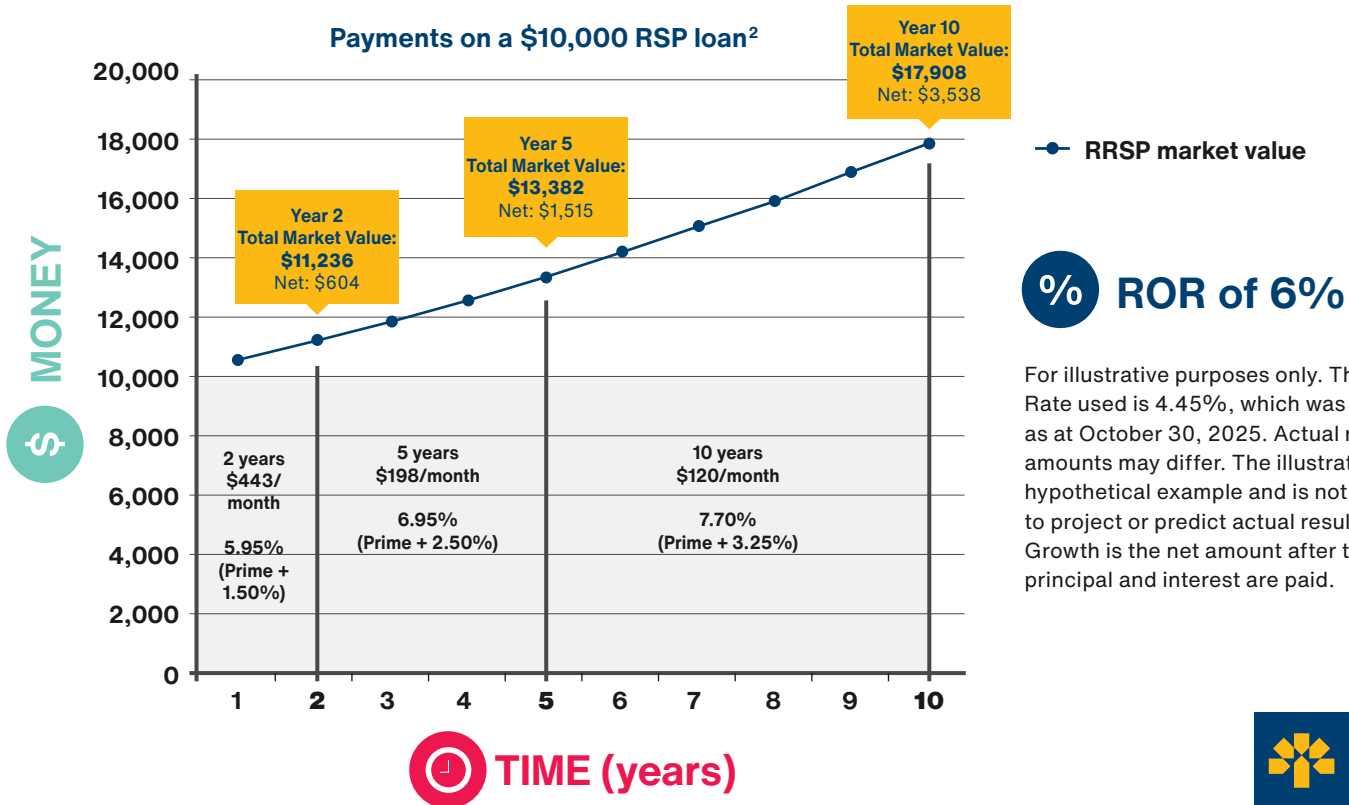 Payments on a $10,000 RSP loan²
Year 10
Total Market Value:
$17,908
Net: $3,538
Year 5
Total Market Value:
$13,382
Net: $1,515
Year 2
Total Market Value:
$11,236
Net: $604
20,000
18,000
16,000
14,000
12,000
10,000
8,000
6,000
4,000
2,000
0
$ MONEY
2 years
$443/
month
5.95%
(Prime +
1.50%)
5 years
$198/month
6.95%
(Prime + 2.50%)
10 years
$120/month
7.70%
(Prime + 3.25%)
1 2 3 4 5 6 7 8 9 10
TIME (years)
RRSP market value
% ROR of 6%
For illustrative purposes only. Th
Rate used is 4.45%, which was
as at October 30, 2025. Actual r
amounts may differ. The illustrat
hypothetical example and is not
to project or predict actual resul
Growth is the net amount after t
principal and interest are paid.